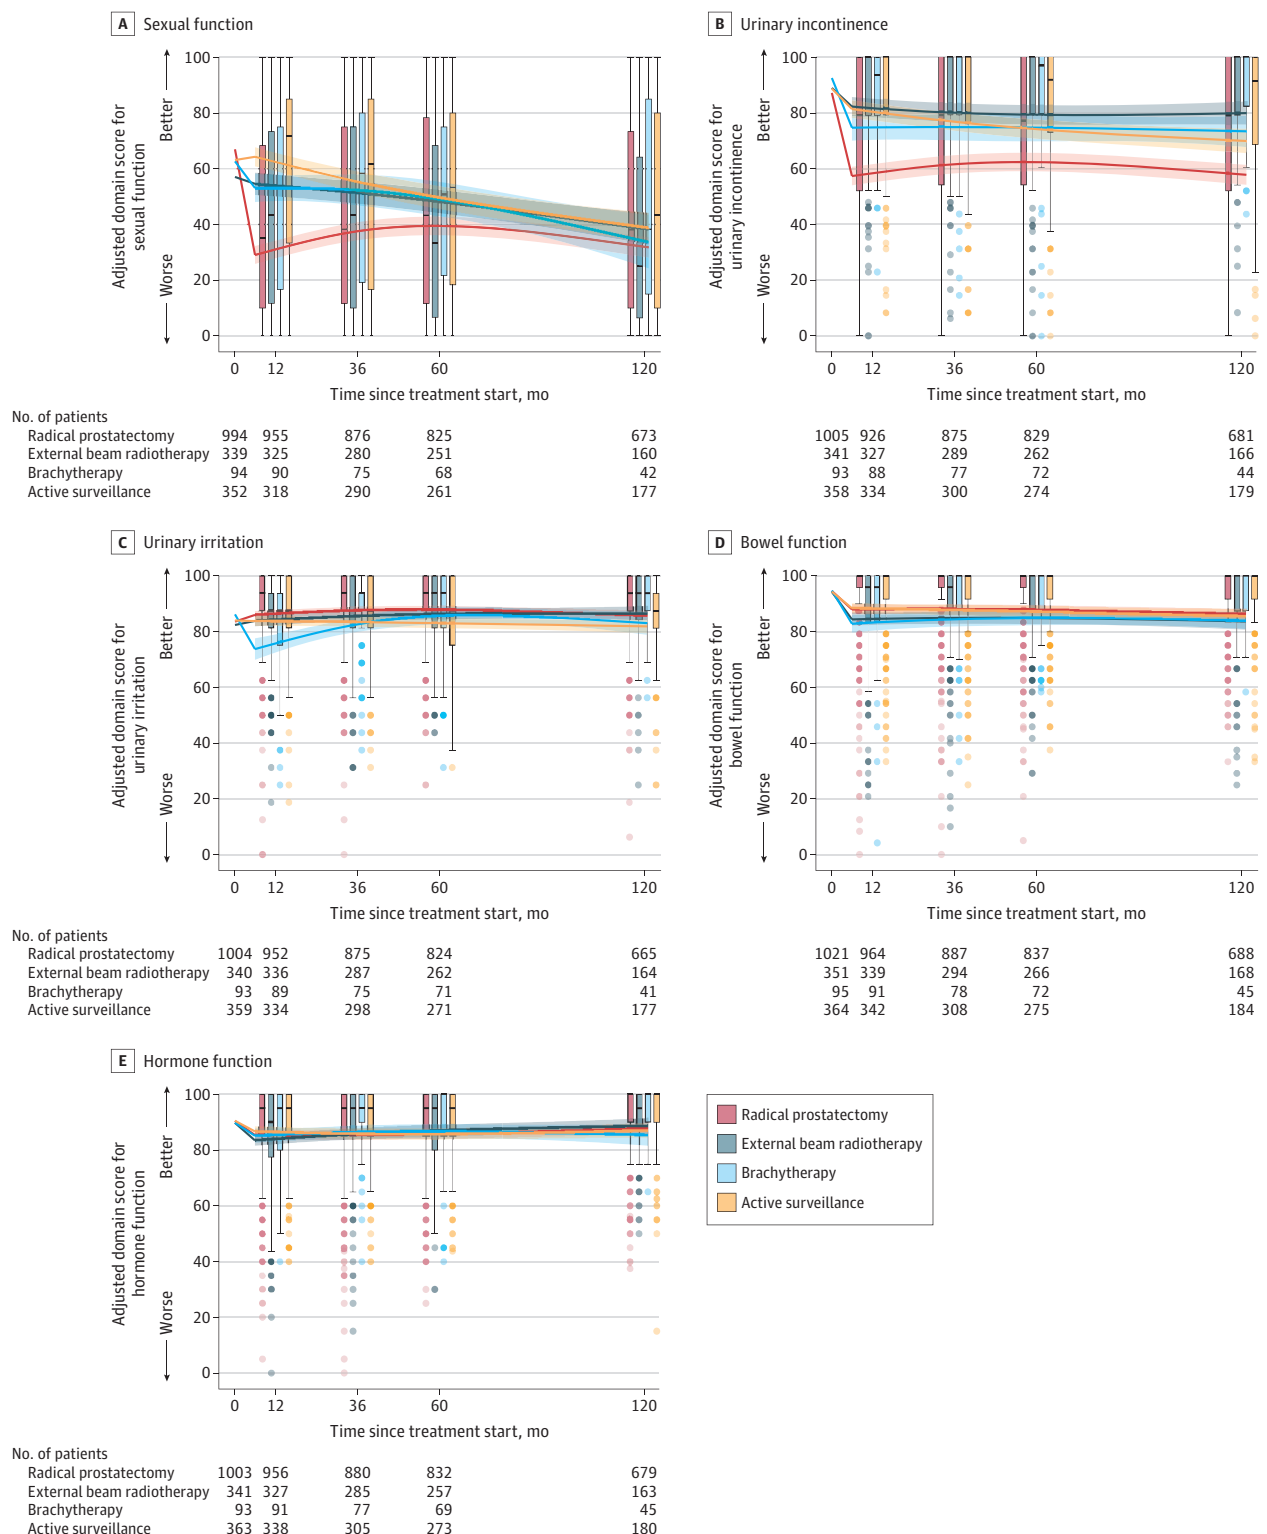 A Sexual function
Adjusted domain score for
sexual function
Worse Better
100
80
60
40
20
0
0 12 36 60 120
Time since treatment start, mo
No. of patients
Radical prostatectomy 994 955 876 825 673
External beam radiotherapy 339 325 280 251 160
Brachytherapy 94 90 75 68 42
Active surveillance 352 318 290 261 177
B Urinary incontinence
Adjusted domain score for
urinary incontinence
Worse Better
100
80
60
40
20
0
0 12 36 60 120
Time since treatment start, mo
1005 926 875 829 681
341 327 289 262 166
93 88 77 72 44
358 334 300 274 179
C Urinary irritation
Adjusted domain score for
urinary irritation
Worse Better
100
80
60
40
20
0
0 12 36 60 120
Time since treatment start, mo
No. of patients
Radical prostatectomy 1004 952 875 824 665
External beam radiotherapy 340 336 287 262 164
Brachytherapy 93 89 75 71 41
Active surveillance 359 334 298 271 177
D Bowel function
Adjusted domain score for
bowel function
Worse Better
100
80
60
40
20
0
0 12 36 60 120
Time since treatment start, mo
1021 964 887 837 688
351 339 294 266 168
95 91 78 72 45
364 342 308 275 184
E Hormone function
Adjusted domain score for
hormone function
Worse Better
100
80
60
40
20
0
0 12 36 60 120
Time since treatment start, mo
No. of patients
Radical prostatectomy 1003 956 880 832 679
External beam radiotherapy 341 327 285 257 163
Brachytherapy 93 91 77 69 45
Active surveillance 363 338 305 273 180
Radical prostatectomy
External beam radiotherapy
Brachytherapy
Active surveillance